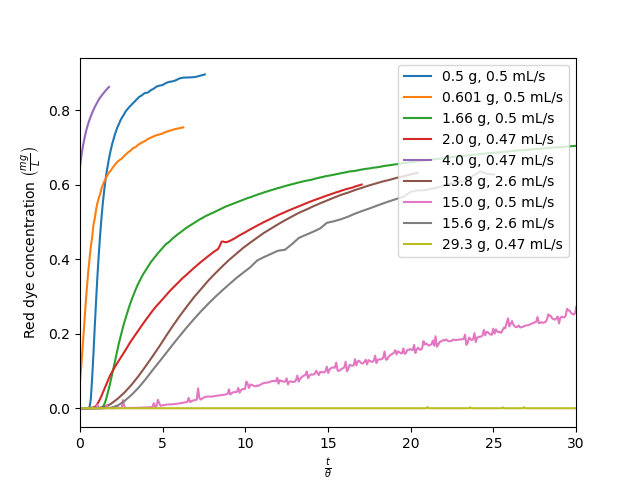 0.5 g, 0.5 mL/s
0.601 g, 0.5 mL/s
1.66 g, 0.5 mL/s
2.0 g, 0.47 mL/s
4.0 g, 0.47 mL/s
13.8 g, 2.6 mL/s
15.0 g, 0.5 mL/s
15.6 g, 2.6 mL/s
29.3 g, 0.47 mL/s
Red dye concentration (mg/L)
0.8
0.6
0.4
0.2
0.0
0 5 10 15 20 25 30
t/θ